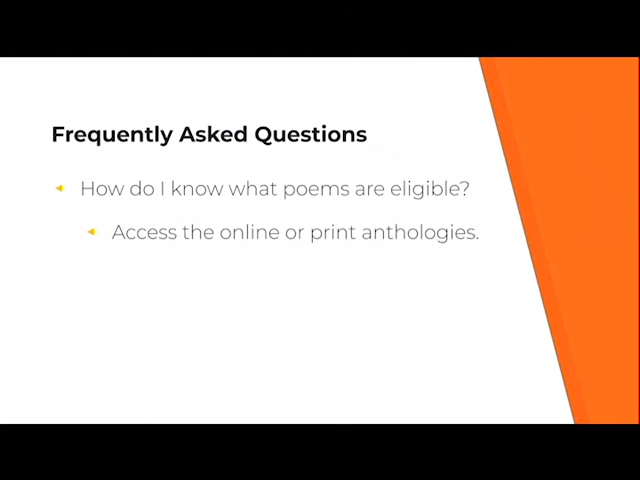 Frequently Asked Questions
How do I know what poems are eligible?
Access the online or print anthologies.